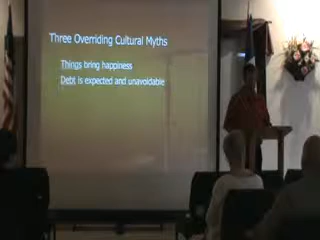 Three Overriding Cultural Myths
Things bring happiness
Debt is expected and unavoidable